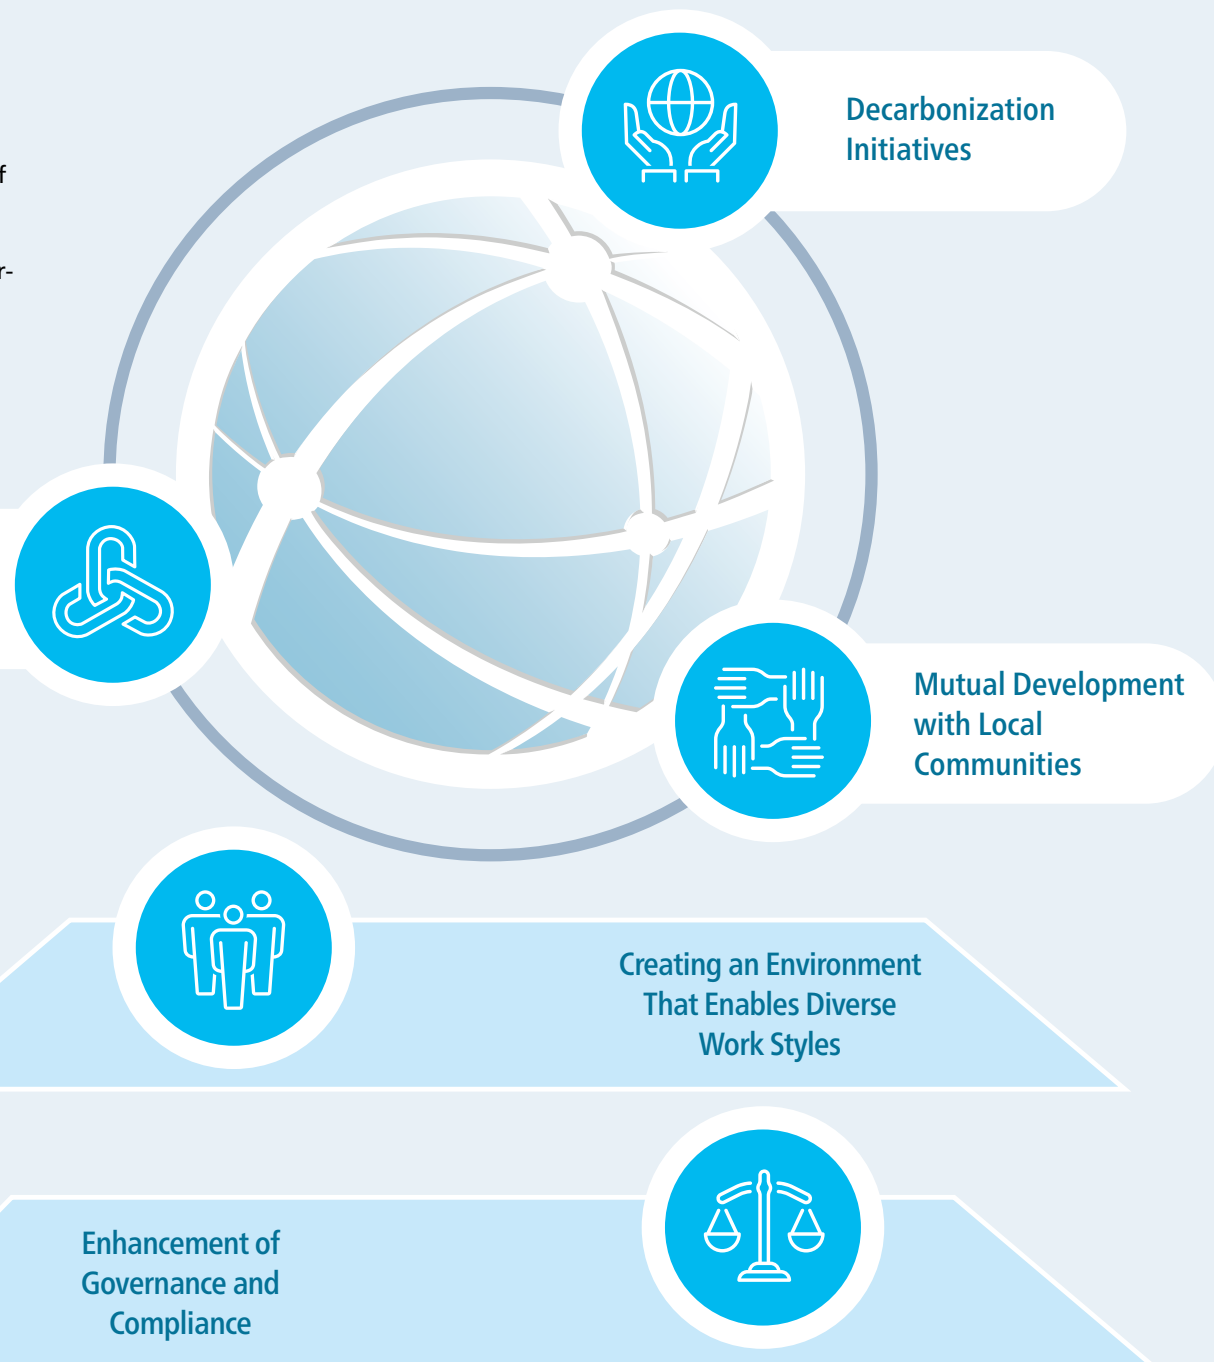 f
r-
Decarbonization
Initiatives
Mutual Development
with Local
Communities
Creating an Environment
That Enables Diverse
Work Styles
Enhancement of
Governance and
Compliance